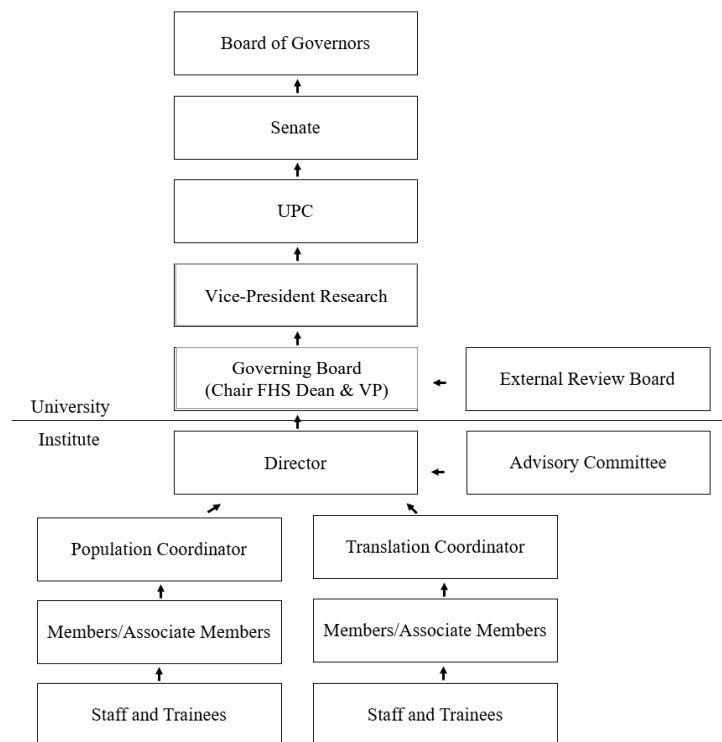 Board of Governors
Senate
UPC
Vice-President Research
Governing Board
(Chair FHS Dean & VP)
External Review Board
University
Institute
Director
Advisory Committee
Population Coordinator
Translation Coordinator
Members/Associate Members
Members/Associate Members
Staff and Trainees
Staff and Trainees